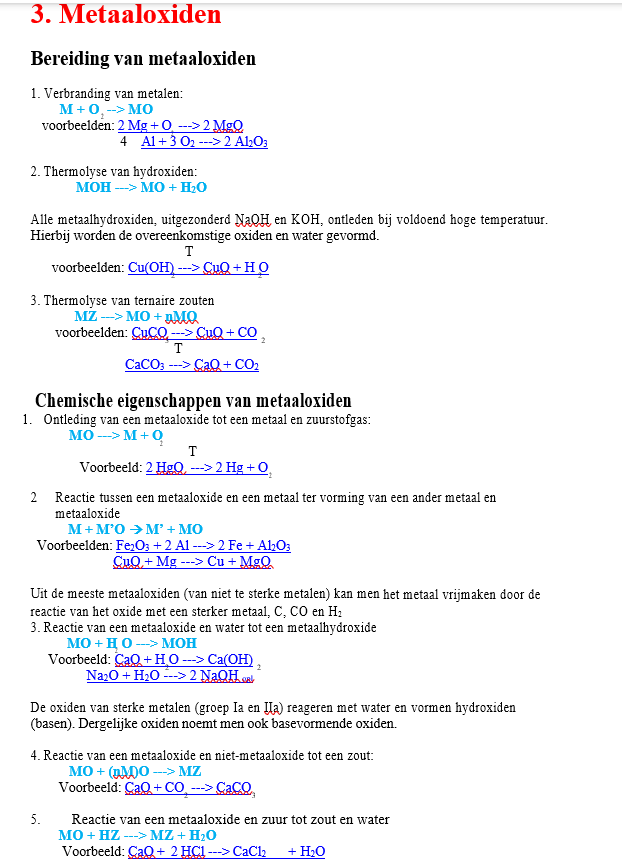 3. Metaaloxiden
Bereiding van metaaloxiden
1. Verbranding van metalen:
M + O₂ --> MO
voorbeelden: 2 Mg + O₂ ---> 2 MgO
4 Al + 3 O₂ ---> 2 Al₂O₃
2. Thermolyse van hydroxiden:
MOH ---> MO + H₂O
Alle metaalhydroxiden, uitgezonderd NaOH en KOH, ontleden bij voldoend hoge temperatuur.
Hierbij worden de overeenkomstige oxiden en water gevormd.
T
voorbeelden: Cu(OH)₂ ---> CuO + H₂O
3. Thermolyse van ternaire zouten
MZ ---> MO + nMO
voorbeelden: CuCO₃ ---> CuO + CO₂
T
CaCO₃ ---> CaO + CO₂
Chemische eigenschappen van metaaloxiden
1. Ontleding van een metaaloxide tot een metaal en zuurstofgas:
MO ---> M + O₂
T
Voorbeeld: 2 HgO ---> 2 Hg + O₂
2 Reactie tussen een metaaloxide en een metaal ter vorming van een ander metaal en
metaaloxide
M + M’O → M’ + MO
Voorbeelden: Fe₂O₃ + 2 Al ---> 2 Fe + Al₂O₃
CuO + Mg ---> Cu + MgO
Uit de meeste metaaloxiden (van niet te sterke metalen) kan men het metaal vrijmaken door de
reactie van het oxide met een sterker metaal, C, CO en H₂
3. Reactie van een metaaloxide en water tot een metaalhydroxide
MO + H₂O ---> MOH
Voorbeeld: CaO + H₂O ---> Ca(OH)₂
Na₂O + H₂O ---> 2 NaOH
De oxiden van sterke metalen (groep Ia en IIa) reageren met water en vormen hydroxiden
(basen). Dergelijke oxiden noemt men ook basevormende oxiden.
4. Reactie van een metaaloxide en niet-metaaloxide tot een zout:
MO + (nM)O ---> MZ
Voorbeeld: CaO + CO₂ ---> CaCO₃
5. Reactie van een metaaloxide en zuur tot zout en water
MO + HZ ---> MZ + H₂O
Voorbeeld: CaO + 2 HCl ---> CaCl₂ + H₂O